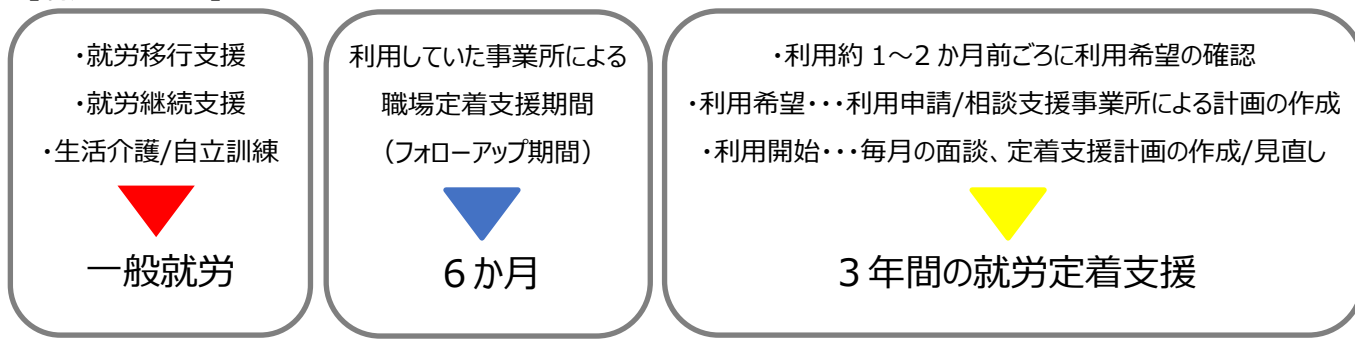 ・就労移行支援
・就労継続支援
・生活介護/自立訓練
一般就労
利用していた事業所による
職場定着支援期間
（フォローアップ期間）
６か月
・利用約 1～2 か月前ごろに利用希望の確認
・利用希望・・・利用申請/相談支援事業所による計画の作成
・利用開始・・・毎月の面談、定着支援計画の作成/見直し
３年間の就労定着支援